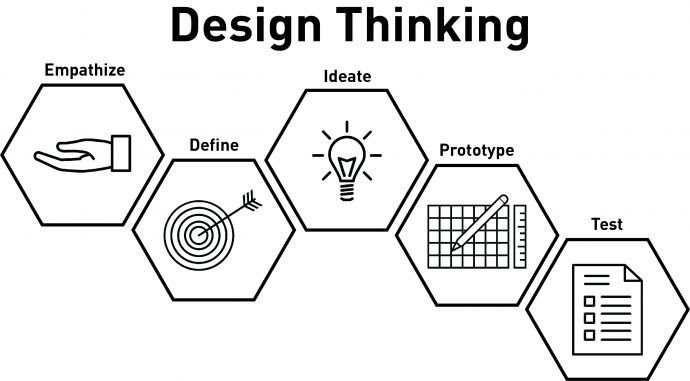 Design Thinking
Empathize
Define
Ideate
Prototype
Test